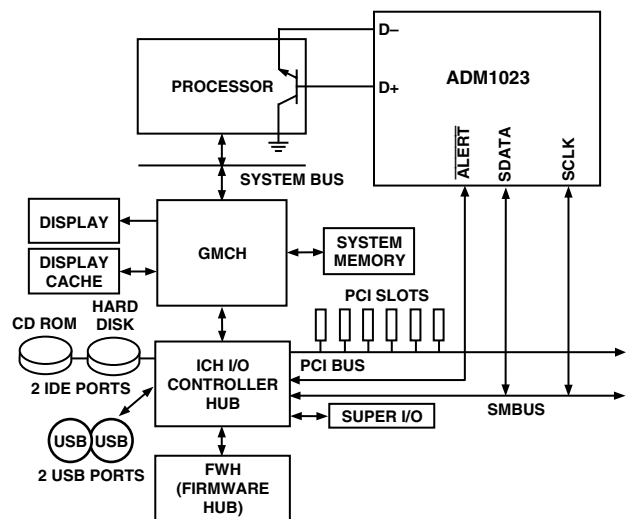 D–
ADM1023
PROCESSOR
D+
ALERT
SDATA
SCLK
SYSTEM BUS
DISPLAY
GMCH
SYSTEM
MEMORY
DISPLAY
CACHE
PCI SLOTS
CD ROM
HARD
DISK
ICH I/O
CONTROLLER
HUB
PCI BUS
2 IDE PORTS
SMBUS
SUPER I/O
USB
USB
2 USB PORTS
FWH
(FIRMWARE
HUB)